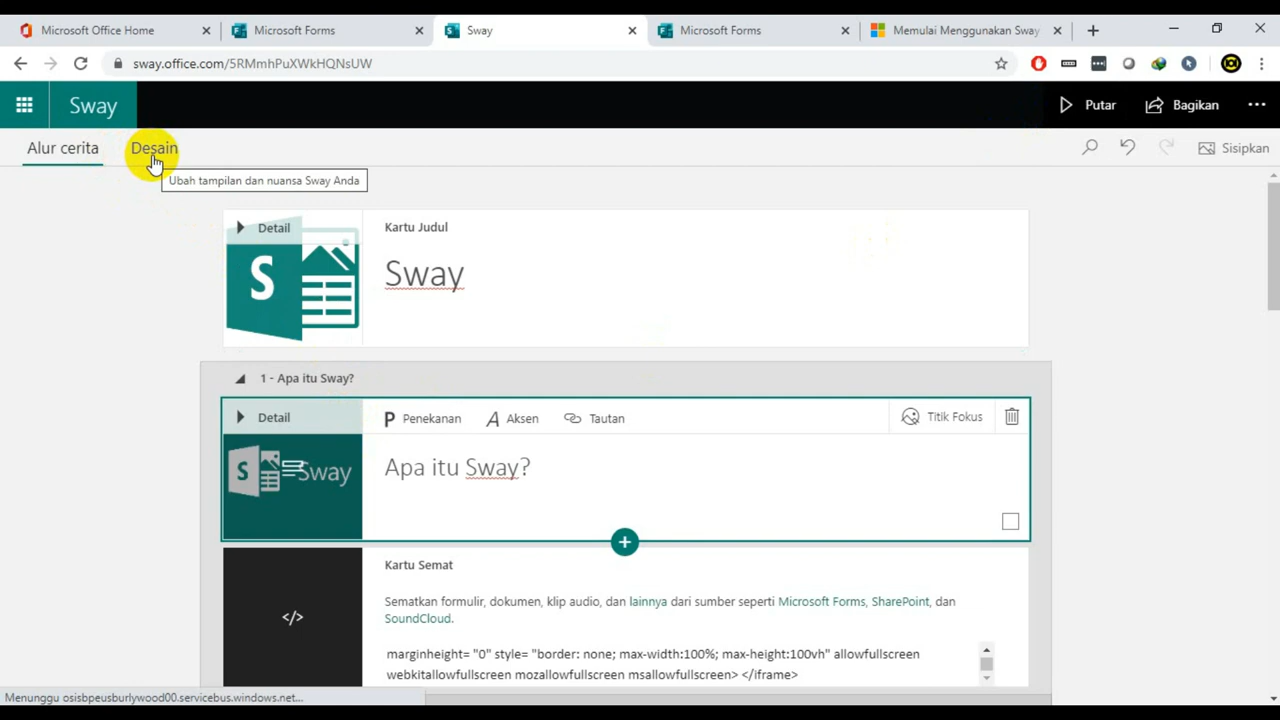 Microsoft Office Home
Microsoft Forms
Sway
Microsoft Forms
Memulai Menggunakan Sway
sway.office.com/5RMmhPuXWkHQNsUW
Sway
Putar
Bagikan
Alur cerita
Desain
Sisipkan
Ubah tampilan dan nuansa Sway Anda
Detail
Kartu Judul
S
Sway
1 - Apa itu Sway?
Detail
P Penekanan
A Aksen
Tautan
Titik Fokus
S Sway
Apa itu Sway?
Kartu Semat
Sematkan formulir, dokumen, klip audio, dan lainnya dari sumber seperti Microsoft Forms, SharePoint, dan
SoundCloud.
</>
marginheight= "0" style= "border: none; max-width:100%; max-height:100vh" allowfullscreen
webkitallowfullscreen mozallowfullscreen msallowfullscreen> </iframe>
Menunggu osisbpeusburlywood00.servicebus.windows.net...